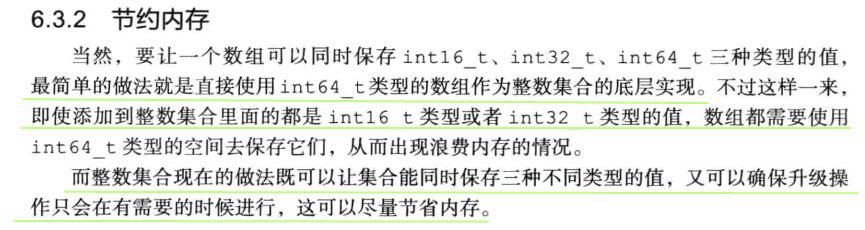 6.3.2 节约内存
当然，要让一个数组可以同时保存 int16_t、int32_t、int64_t 三种类型的值，
最简单的做法就是直接使用 int64_t 类型的数组作为整数集合的底层实现。不过这样一来，
即使添加到整数集合里面的都是 int16_t 类型或者 int32_t 类型的值，数组都需要使用
int64_t 类型的空间去保存它们，从而出现浪费内存的情况。
而整数集合现在的做法既可以让集合能同时保存三种不同类型的值，又可以确保升级操
作只会在有需要的时候进行，这可以尽量节省内存。